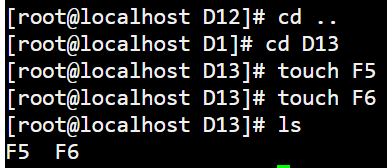 [root@localhost D12]# cd ..
[root@localhost D1]# cd D13
[root@localhost D13]# touch F5
[root@localhost D13]# touch F6
[root@localhost D13]# ls
F5  F6